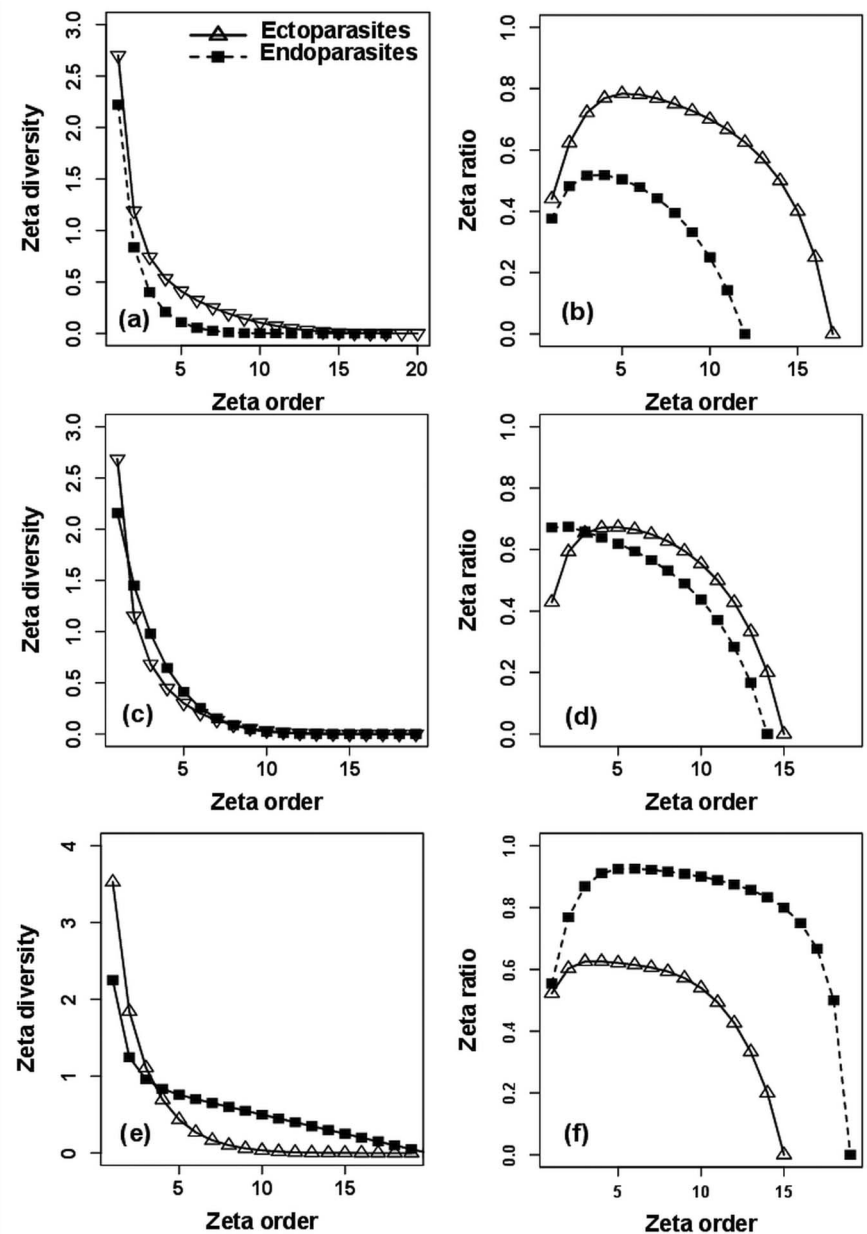 Ectoparasites
Endoparasites
Zeta diversity
3.0
2.5
2.0
1.5
1.0
0.5
0.0
(a)
5 10 15 20
Zeta order
Zeta ratio
1.0
0.8
0.6
0.4
0.2
0.0
(b)
5 10 15
Zeta order
Zeta diversity
3.0
2.5
2.0
1.5
1.0
0.5
0.0
(c)
5 10 15
Zeta order
Zeta ratio
1.0
0.8
0.6
0.4
0.2
0.0
(d)
5 10 15
Zeta order
Zeta diversity
4
3
2
1
0
(e)
5 10 15
Zeta order
Zeta ratio
1.0
0.8
0.6
0.4
0.2
0.0
(f)
5 10 15
Zeta order